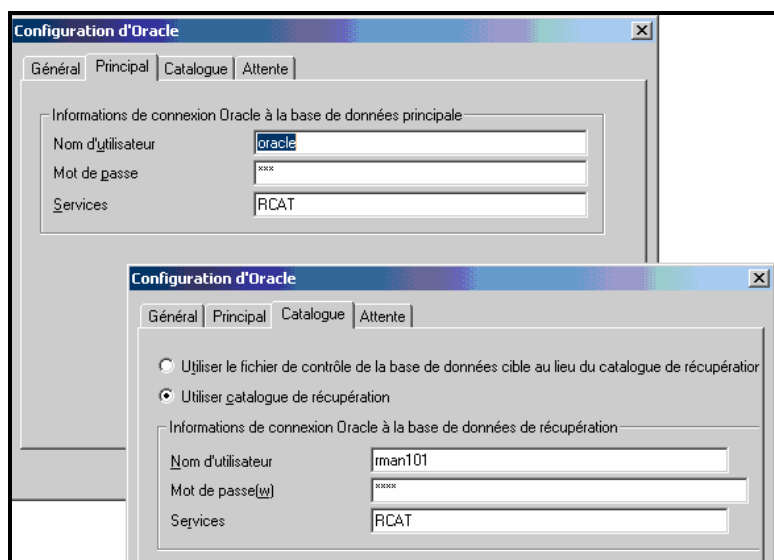 Configuration d'Oracle
Général Principal Catalogue Attente
Informations de connexion Oracle à la base de données principale
Nom d'utilisateur oracle
Mot de passe ***
Services RCAT
Configuration d'Oracle
Général Principal Catalogue Attente
Utiliser le fichier de contrôle de la base de données cible au lieu du catalogue de récupération
Utiliser catalogue de récupération
Informations de connexion Oracle à la base de données de récupération
Nom d'utilisateur rman101
Mot de passe(w) ****
Services RCAT